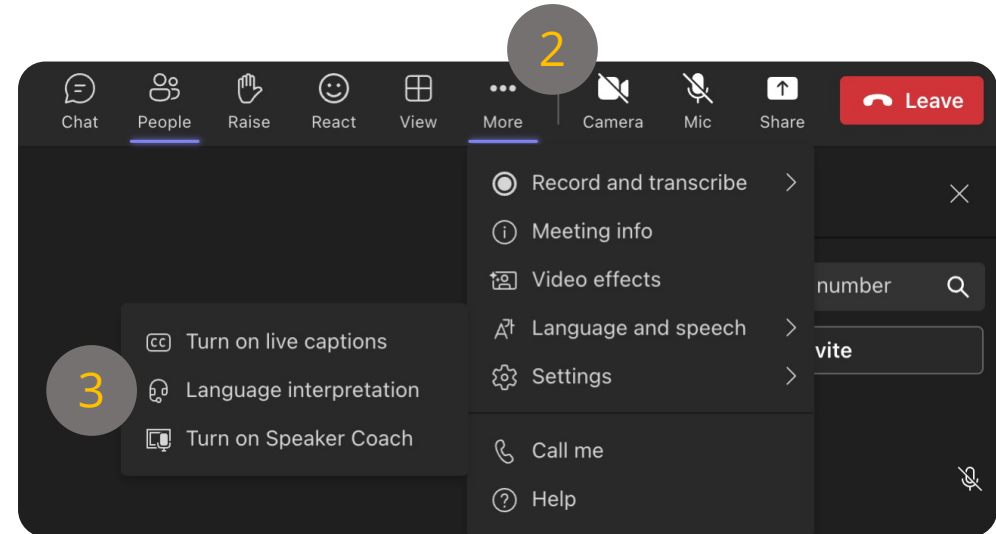 2
Chat People Raise React View More Camera Mic Share Leave
Record and transcribe
Meeting info
Video effects
number
Language and speech
vite
Settings
CC Turn on live captions
3
Language interpretation
Turn on Speaker Coach
Call me
Help